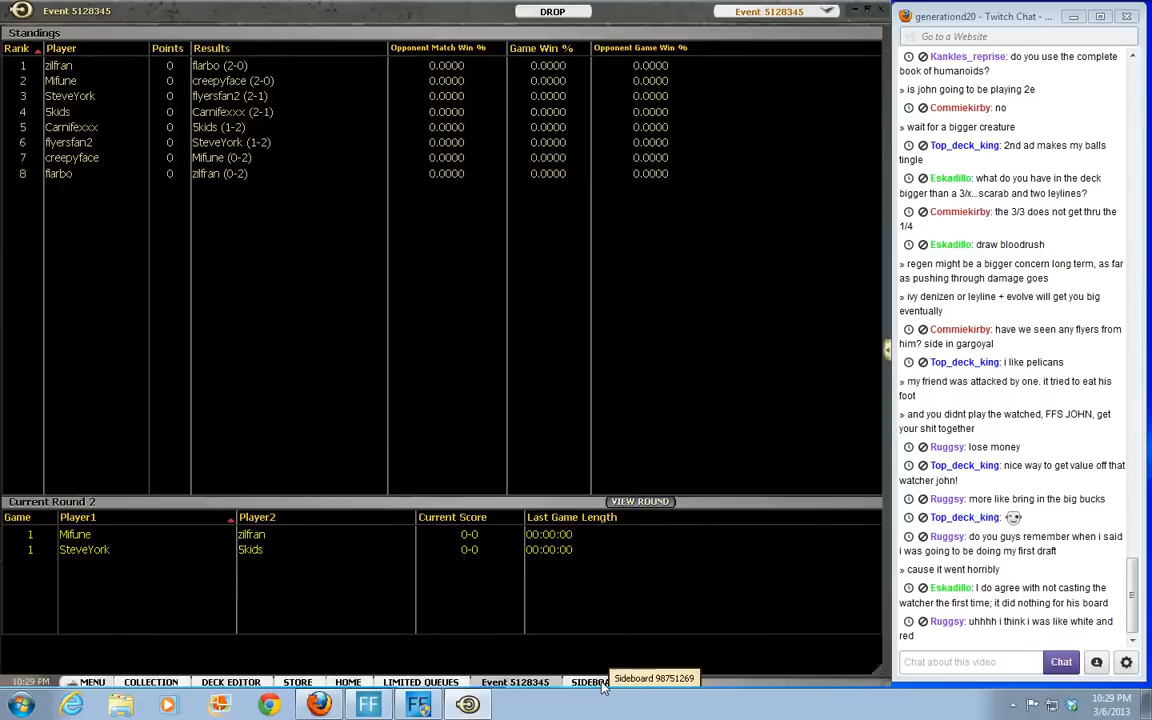 Event 5128345
DROP
Event 5128345
Standings
Rank Player Points Results Opponent Match Win % Game Win % Opponent Game Win %
1 zilfran 0 flarbo (2-0) 0.0000 0.0000 0.0000
2 Mifune 0 creepyface (2-0) 0.0000 0.0000 0.0000
3 SteveYork 0 flyersfan2 (2-1) 0.0000 0.0000 0.0000
4 5kids 0 Carnifexxx (2-1) 0.0000 0.0000 0.0000
5 Carnifexxx 0 5kids (1-2) 0.0000 0.0000 0.0000
6 flyersfan2 0 SteveYork (1-2) 0.0000 0.0000 0.0000
7 creepyface 0 Mifune (0-2) 0.0000 0.0000 0.0000
8 flarbo 0 zilfran (0-2) 0.0000 0.0000 0.0000
Current Round 2
VIEW ROUND
Game Player1 Player2 Current Score Last Game Length
1 Mifune zilfran 0-0 00:00:00
1 SteveYork 5kids 0-0 00:00:00
Sideboard 98751269
10:29 PM MENU COLLECTION DECK EDITOR STORE HOME LIMITED QUEUES Event 5128345 SIDEBOA
generationd20 - Twitch Chat - ...
Go to a Website
Kankles_reprise: do you use the complete
book of humanoids?
» is john going to be playing 2e
Commiekirby: no
» wait for a bigger creature
Top_deck_king: 2nd ad makes my balls
tingle
Eskadillo: what do you have in the deck
bigger than a 3/x...scarab and two leylines?
Commiekirby: the 3/3 does not get thru the
1/4
Eskadillo: draw bloodrush
» regen might be a bigger concern long term, as far
as pushing through damage goes
» ivy denizen or leyline + evolve will get you big
eventually
Commiekirby: have we seen any flyers from
him? side in gargoyal
Top_deck_king: i like pelicans
» my friend was attacked by one. it tried to eat his
foot
» and you didnt play the watched, FFS JOHN, get
your shit together
Ruggsy: lose money
Top_deck_king: nice way to get value off that
watcher john!
Ruggsy: more like bring in the big bucks
Top_deck_king:
Ruggsy: do you guys remember when i said
i was going to be doing my first draft
» cause it went horribly
Eskadillo: I do agree with not casting the
watcher the first time; it did nothing for his board
Ruggsy: uhhhh i think i was like white and
red
Chat about this video
Chat
FF FF
10:29 PM
3/6/2013